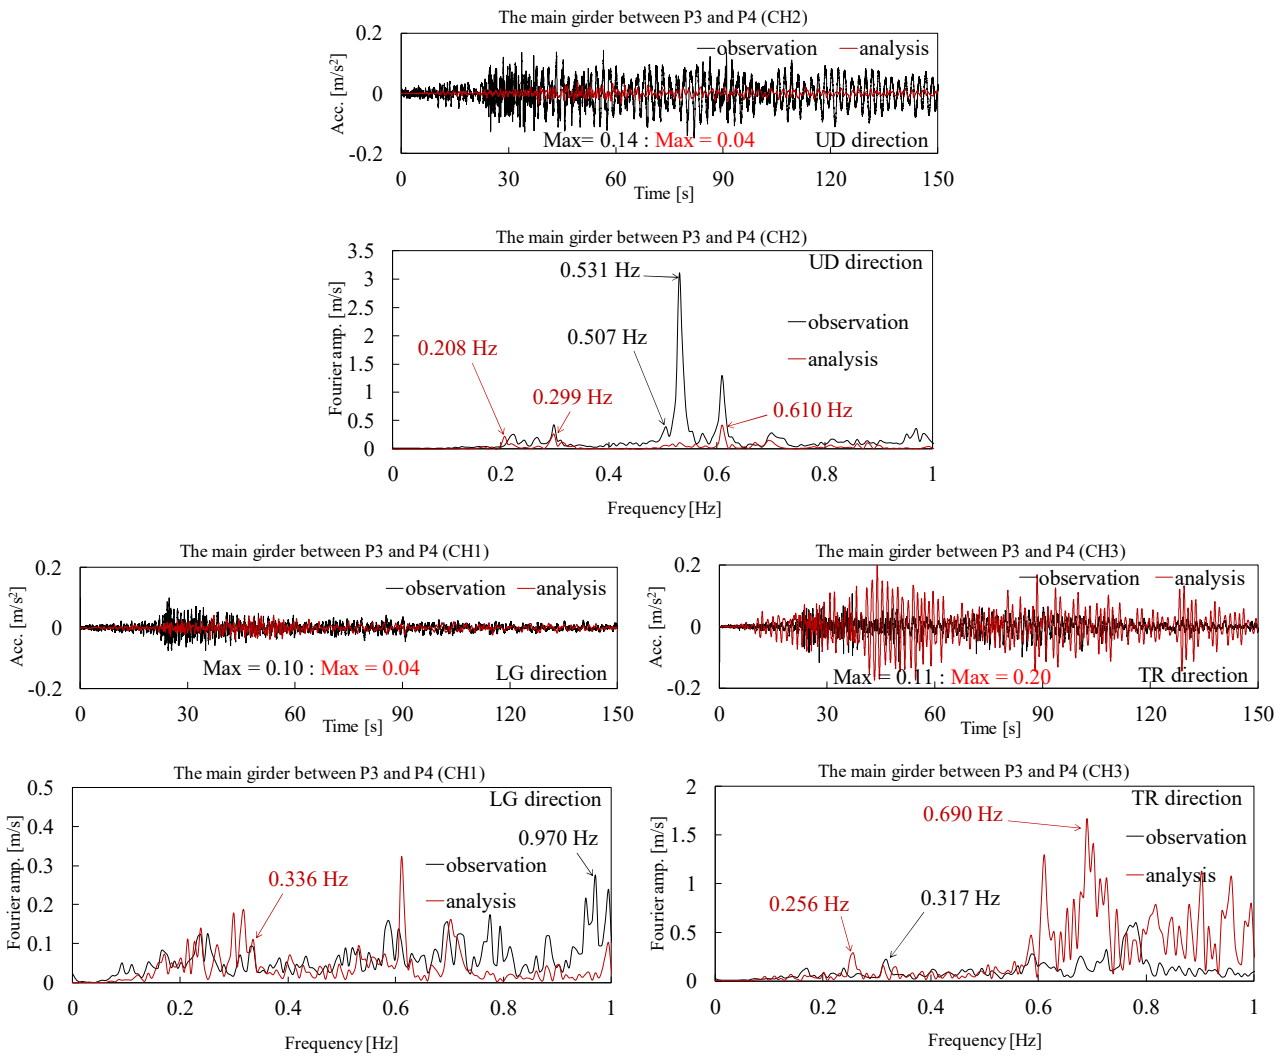 The main girder between P3 and P4 (CH2)
0.2
0
-0.2
Acc. [m/s²]
observation
analysis
Max= 0.14 : Max = 0.04
UD direction
0 30 60 90 120 150
Time [s]
The main girder between P3 and P4 (CH2)
3.5
3
2.5
2
1.5
1
0.5
0
Fourier amp. [m/s]
UD direction
0.531 Hz
0.507 Hz
observation
analysis
0.208 Hz
0.299 Hz
0.610 Hz
0 0.2 0.4 0.6 0.8 1
Frequency [Hz]
The main girder between P3 and P4 (CH1)
0.2
0
-0.2
Acc. [m/s²]
observation
analysis
Max = 0.10 : Max = 0.04
LG direction
0 30 60 90 120 150
Time [s]
The main girder between P3 and P4 (CH3)
0.2
0
-0.2
Acc. [m/s²]
observation
analysis
Max = 0.11 : Max = 0.20
TR direction
0 30 60 90 120 150
Time [s]
The main girder between P3 and P4 (CH1)
0.5
0.4
0.3
0.2
0.1
0
Fourier amp. [m/s]
LG direction
0.970 Hz
observation
analysis
0.336 Hz
0 0.2 0.4 0.6 0.8 1
Frequency [Hz]
The main girder between P3 and P4 (CH3)
2
1.5
1
0.5
0
Fourier amp. [m/s]
TR direction
0.690 Hz
observation
analysis
0.256 Hz
0.317 Hz
0 0.2 0.4 0.6 0.8 1
Frequency [Hz]